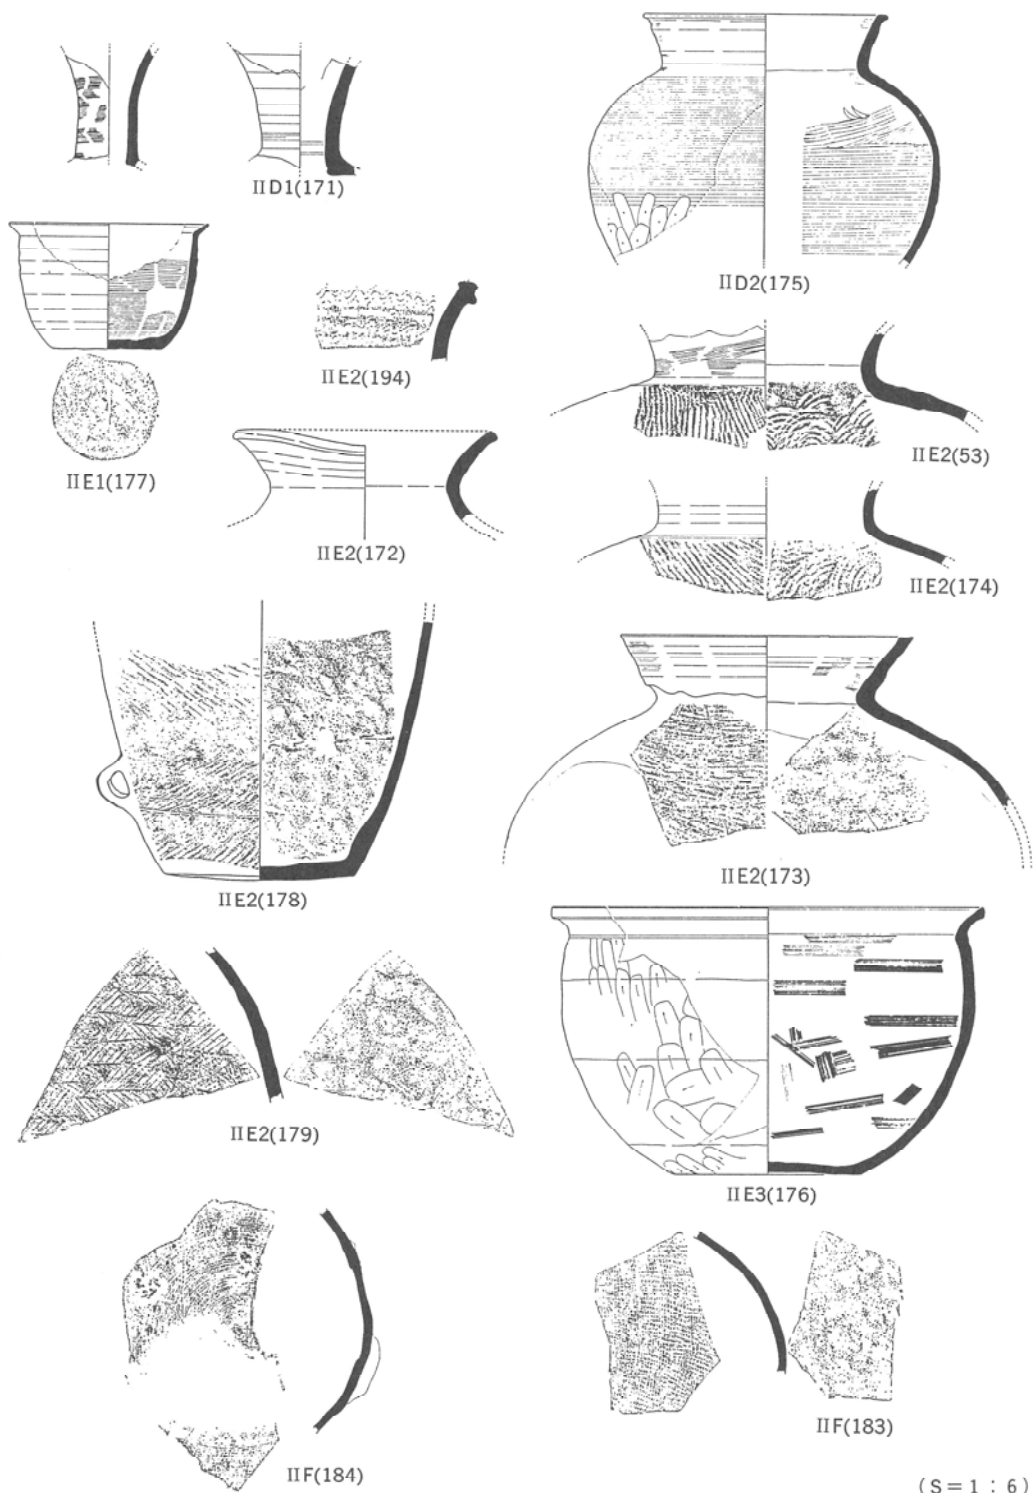 IID1(171)
IID2(175)
IIE1(177)
IIE2(194)
IIE2(53)
IIE2(172)
IIE2(174)
IIE2(178)
IIE2(173)
IIE2(179)
IIE3(176)
IIF(184)
IIF(183)
(S=1:6)